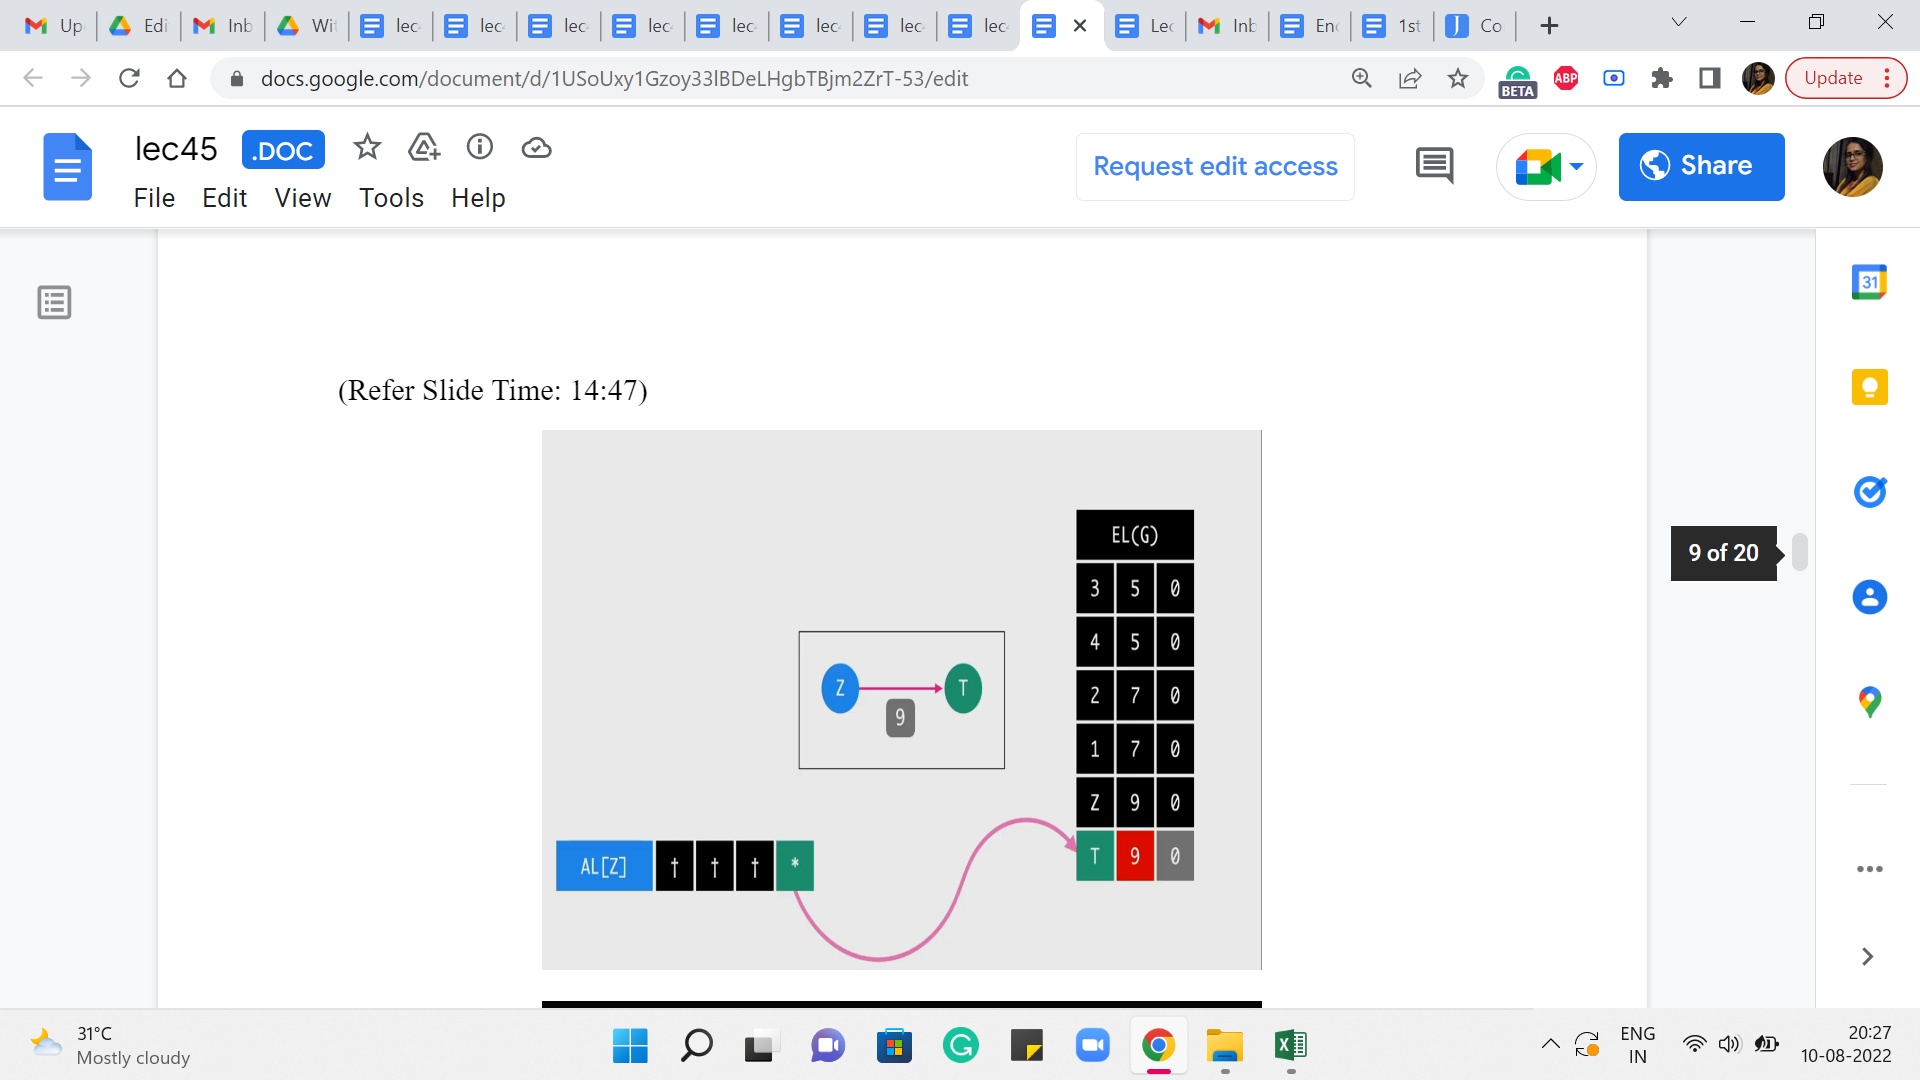 Up Edi Inb Wit lec lec lec lec lec lec lec lec Lec Inb Enc 1st Co
docs.google.com/document/d/1USoUxy1Gzoy33lBDeLHgbTBjm2ZrT-53/edit
BETA
ABP
Update
lec45 .DOC
Request edit access
Share
File Edit View Tools Help
31
(Refer Slide Time: 14:47)
EL(G)
3 5 0
4 5 0
2 7 0
1 7 0
Z 9 0
T 9 0
Z T
9
AL[Z] † † † *
9 of 20
31°C
Mostly cloudy
ENG
IN
20:27
10-08-2022